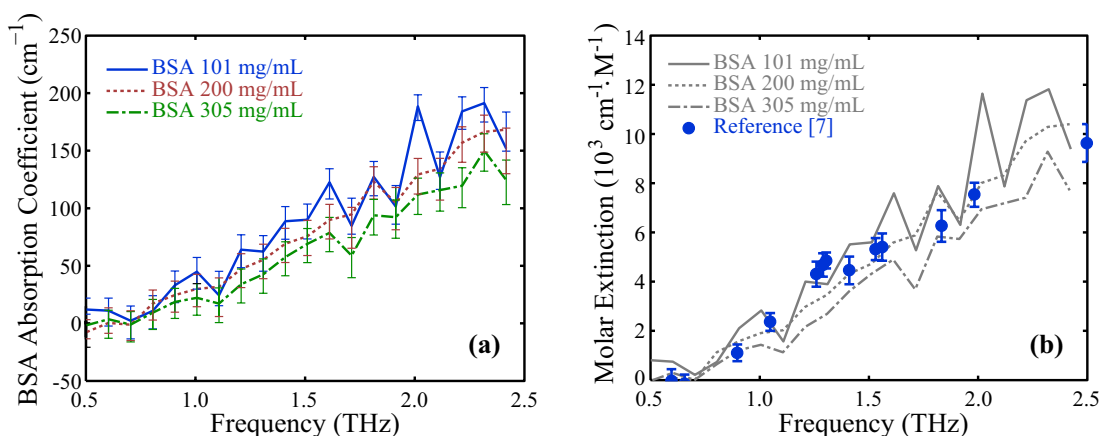 BSA Absorption Coefficient (cm⁻¹)
250
200
150
100
50
0
-50
BSA 101 mg/mL
BSA 200 mg/mL
BSA 305 mg/mL
(a)
0.5 1.0 1.5 2.0 2.5
Frequency (THz)
Molar Extinction (10³ cm⁻¹·M⁻¹)
14
12
10
8
6
4
2
0
BSA 101 mg/mL
BSA 200 mg/mL
BSA 305 mg/mL
Reference [7]
(b)
0.5 1.0 1.5 2.0 2.5
Frequency (THz)